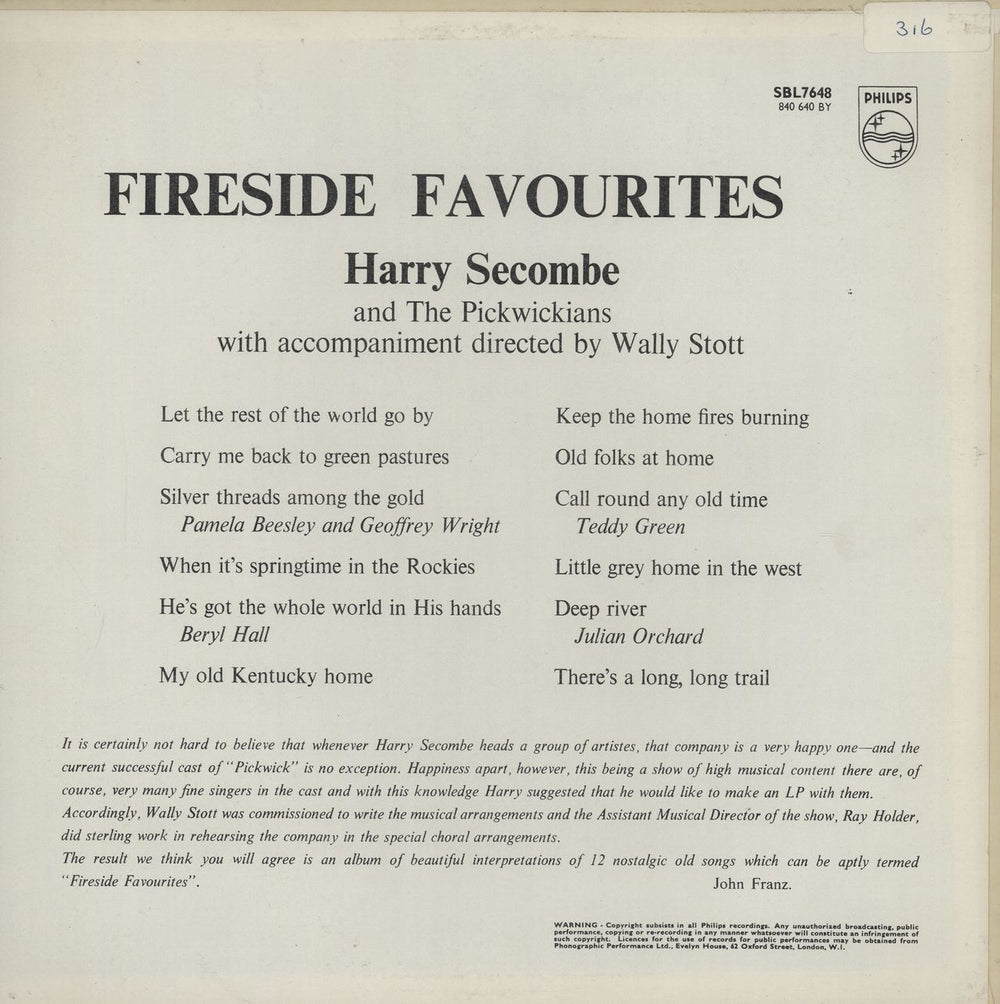 316
SBL7648
840 640 BY
PHILIPS
FIRESIDE FAVOURITES
Harry Secombe
and The Pickwickians
with accompaniment directed by Wally Stott
Let the rest of the world go by
Carry me back to green pastures
Silver threads among the gold
Pamela Beesley and Geoffrey Wright
When it's springtime in the Rockies
He's got the whole world in His hands
Beryl Hall
My old Kentucky home
Keep the home fires burning
Old folks at home
Call round any old time
Teddy Green
Little grey home in the west
Deep river
Julian Orchard
There's a long, long trail
It is certainly not hard to believe that whenever Harry Secombe heads a group of artistes, that company is a very happy one—and the
current successful cast of "Pickwick" is no exception. Happiness apart, however, this being a show of high musical content there are, of
course, very many fine singers in the cast and with this knowledge Harry suggested that he would like to make an LP with them.
Accordingly, Wally Stott was commissioned to write the musical arrangements and the Assistant Musical Director of the show, Ray Holder,
did sterling work in rehearsing the company in the special choral arrangements.
The result we think you will agree is an album of beautiful interpretations of 12 nostalgic old songs which can be aptly termed
"Fireside Favourites".
John Franz.
WARNING - Copyright subsists in all Philips recordings. Any unauthorized broadcasting, public
performance, copying or re-recording in any manner whatsoever will constitute an infringement of
such copyright. Licences for the use of records for public performances may be obtained from
Phonographic Performance Ltd., Evelyn House, 62 Oxford Street, London, W.I.